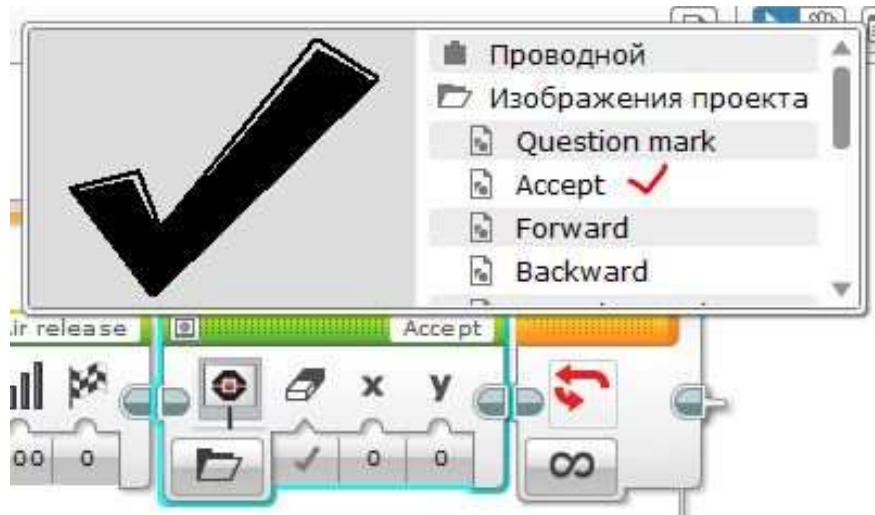 Проводной
Изображения проекта
Question mark
Accept
Forward
Backward
ir release
Accept
x y
00 0
0 0
∞